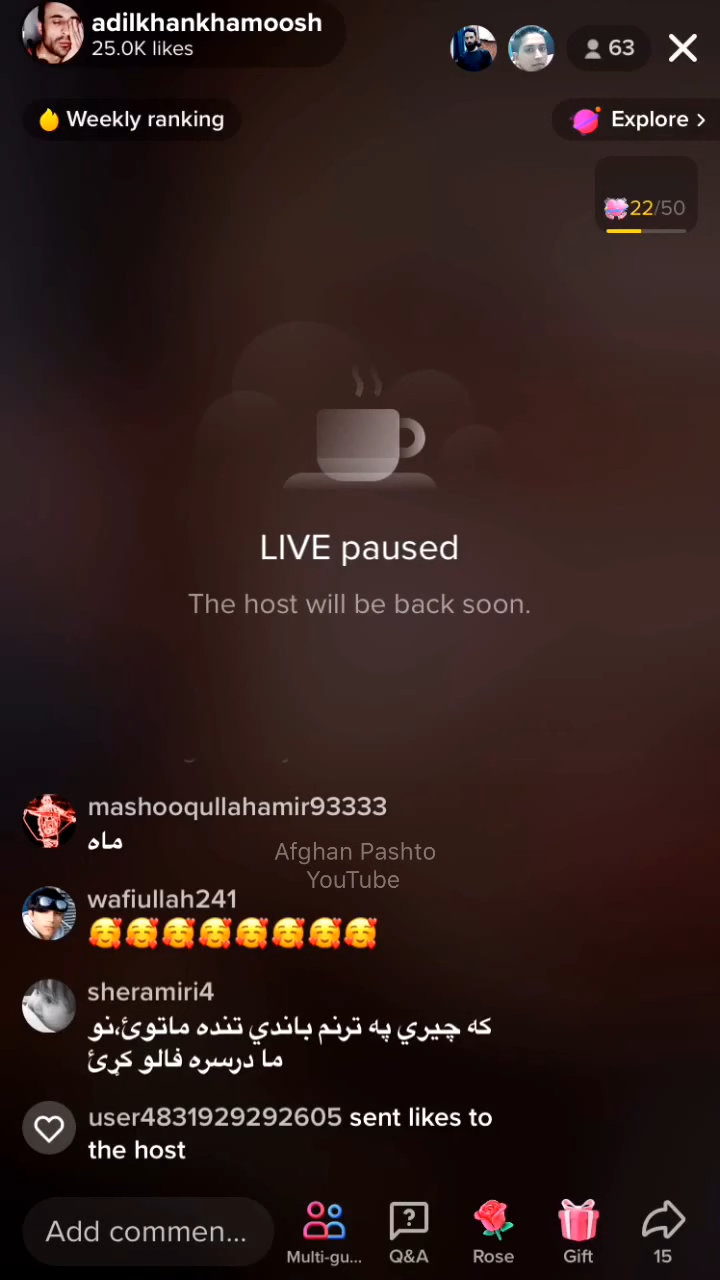 adilkhankhamoosh
25.0K likes
63
Weekly ranking
Explore
22/50
LIVE paused
The host will be back soon.
mashooqullahamir93333
ماه
Afghan Pashto
YouTube
wafiullah241
🥰🥰🥰🥰🥰🥰🥰🥰
sheramiri4
که چيري په ترنم باندي تنده ماتوئ،نو
ما درسره فالو کړئ
user4831929292605 sent likes to
the host
Add commen...
Multi-gu...
Q&A
Rose
Gift
15